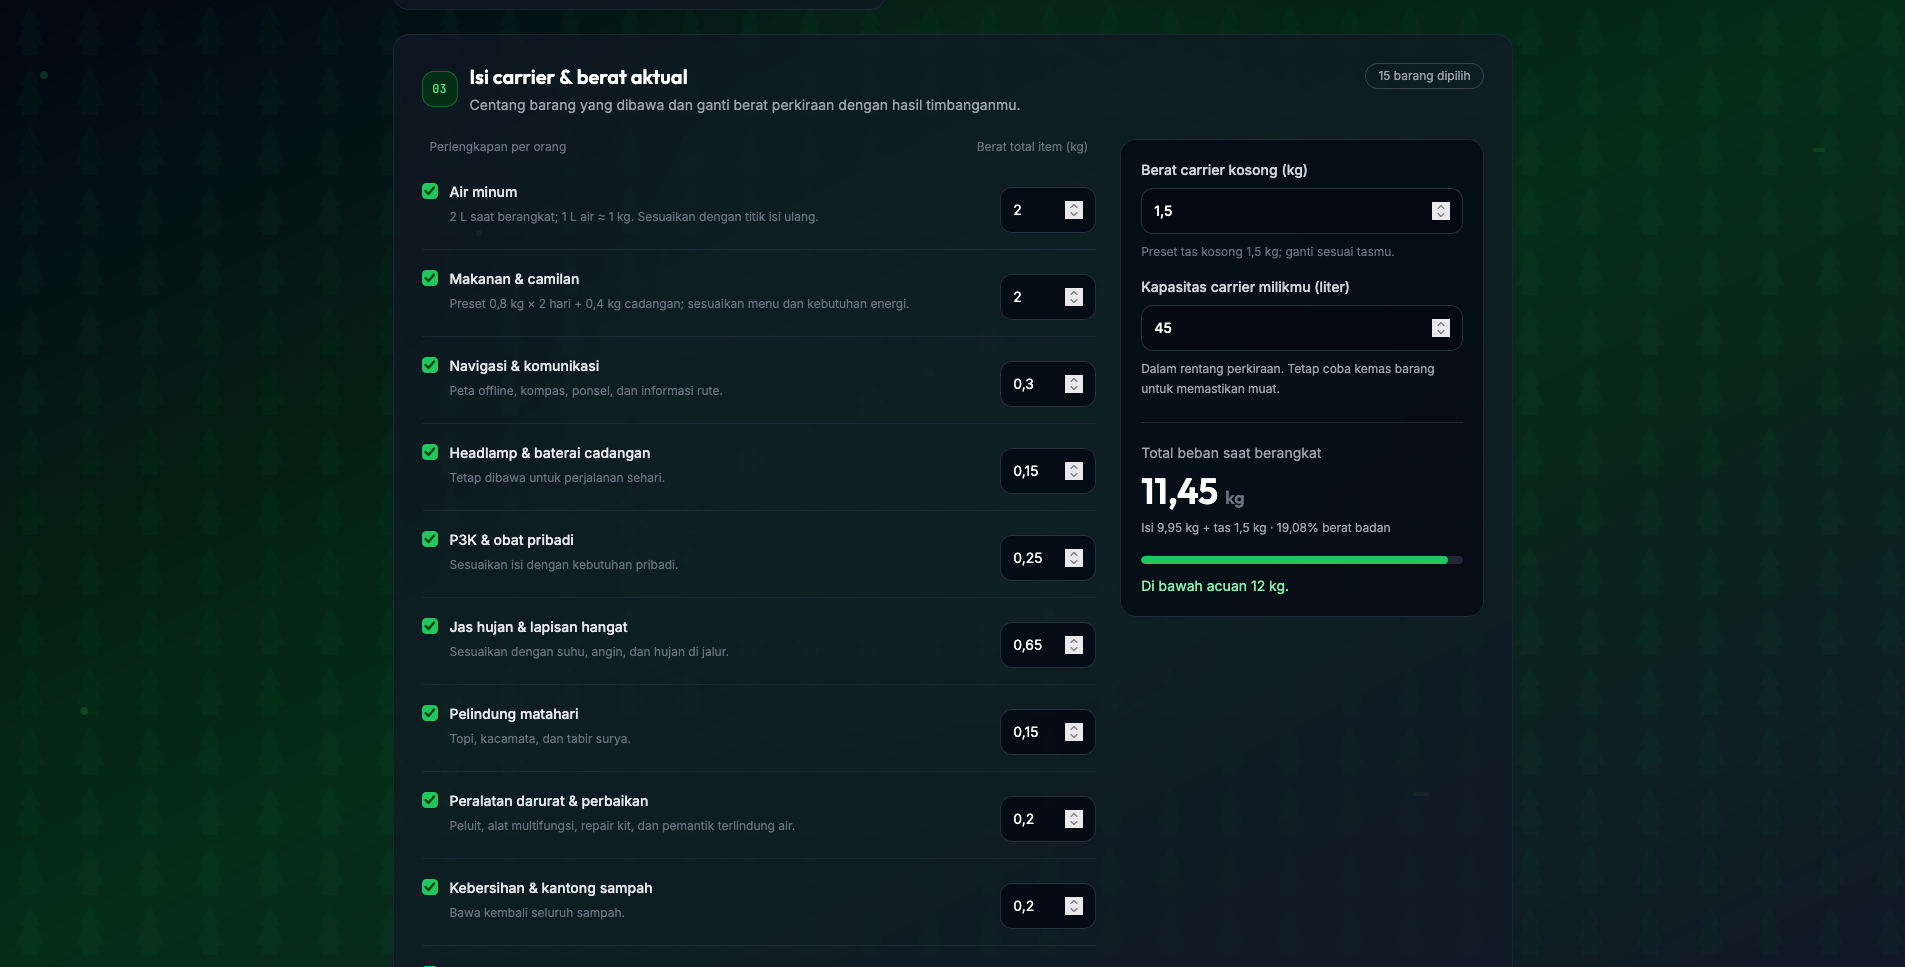 03
Isi carrier & berat aktual
15 barang dipilih
Centang barang yang dibawa dan ganti berat perkiraan dengan hasil timbanganmu.
Perlengkapan per orang
Berat total item (kg)
Air minum
2 L saat berangkat; 1 L air ≈ 1 kg. Sesuaikan dengan titik isi ulang.
2
Makanan & camilan
Preset 0,8 kg × 2 hari + 0,4 kg cadangan; sesuaikan menu dan kebutuhan energi.
2
Navigasi & komunikasi
Peta offline, kompas, ponsel, dan informasi rute.
0,3
Headlamp & baterai cadangan
Tetap dibawa untuk perjalanan sehari.
0,15
P3K & obat pribadi
Sesuaikan isi dengan kebutuhan pribadi.
0,25
Jas hujan & lapisan hangat
Sesuaikan dengan suhu, angin, dan hujan di jalur.
0,65
Pelindung matahari
Topi, kacamata, dan tabir surya.
0,15
Peralatan darurat & perbaikan
Peluit, alat multifungsi, repair kit, dan pemantik terlindung air.
0,2
Kebersihan & kantong sampah
Bawa kembali seluruh sampah.
0,2
Berat carrier kosong (kg)
1,5
Preset tas kosong 1,5 kg; ganti sesuai tasmu.
Kapasitas carrier milikmu (liter)
45
Dalam rentang perkiraan. Tetap coba kemas barang
untuk memastikan muat.
Total beban saat berangkat
11,45 kg
Isi 9,95 kg + tas 1,5 kg · 19,08% berat badan
Di bawah acuan 12 kg.